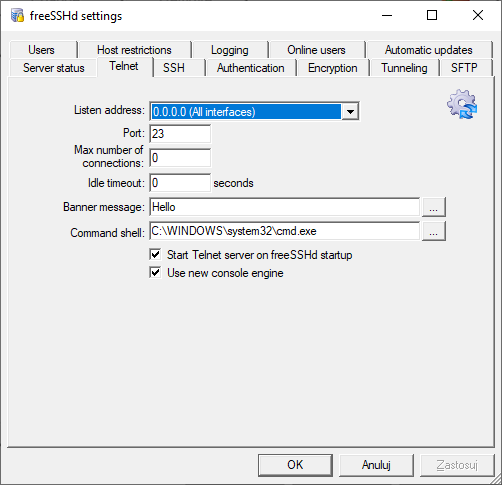 freeSSHd settings
Users Host restrictions Logging Online users Automatic updates
Server status Telnet SSH Authentication Encryption Tunneling SFTP
Listen address: 0.0.0.0 (All interfaces)
Port: 23
Max number of
connections: 0
Idle timeout: 0 seconds
Banner message: Hello ...
Command shell: C:\WINDOWS\system32\cmd.exe ...
Start Telnet server on freeSSHd startup
Use new console engine
OK Anuluj Zastosuj